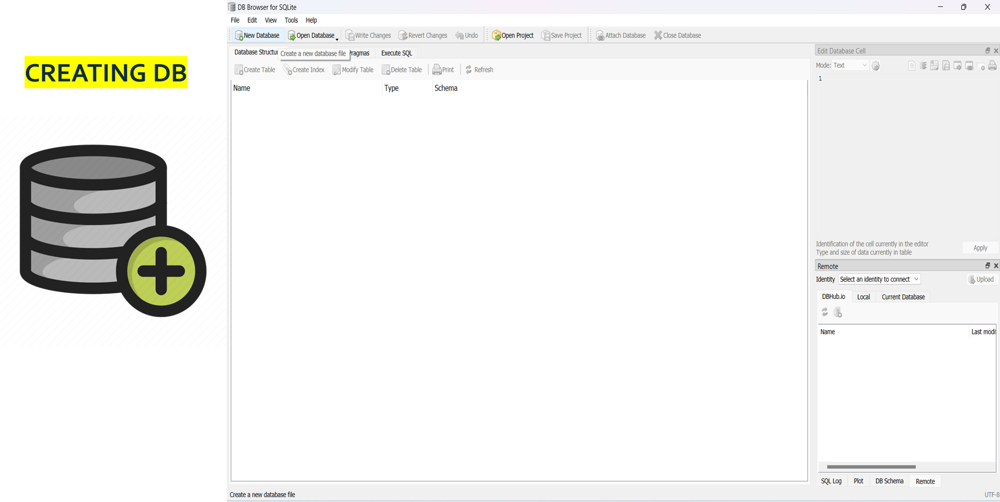 CREATING DB
DB Browser for SQLite
File Edit View Tools Help
New Database Open Database Write Changes Revert Changes Undo Open Project Save Project Attach Database Close Database
Database Structur Pragmas Execute SQL
Create a new database file
Create Table Create Index Modify Table Delete Table Print Refresh
Name Type Schema
Edit Database Cell
Mode: Text
1
Identification of the cell currently in the editor
Type and size of data currently in table
Apply
Remote
Identity Select an identity to connect Upload
DBHub.io Local Current Database
Name Last modi
SQL Log Plot DB Schema Remote
Create a new database file
UTF-8